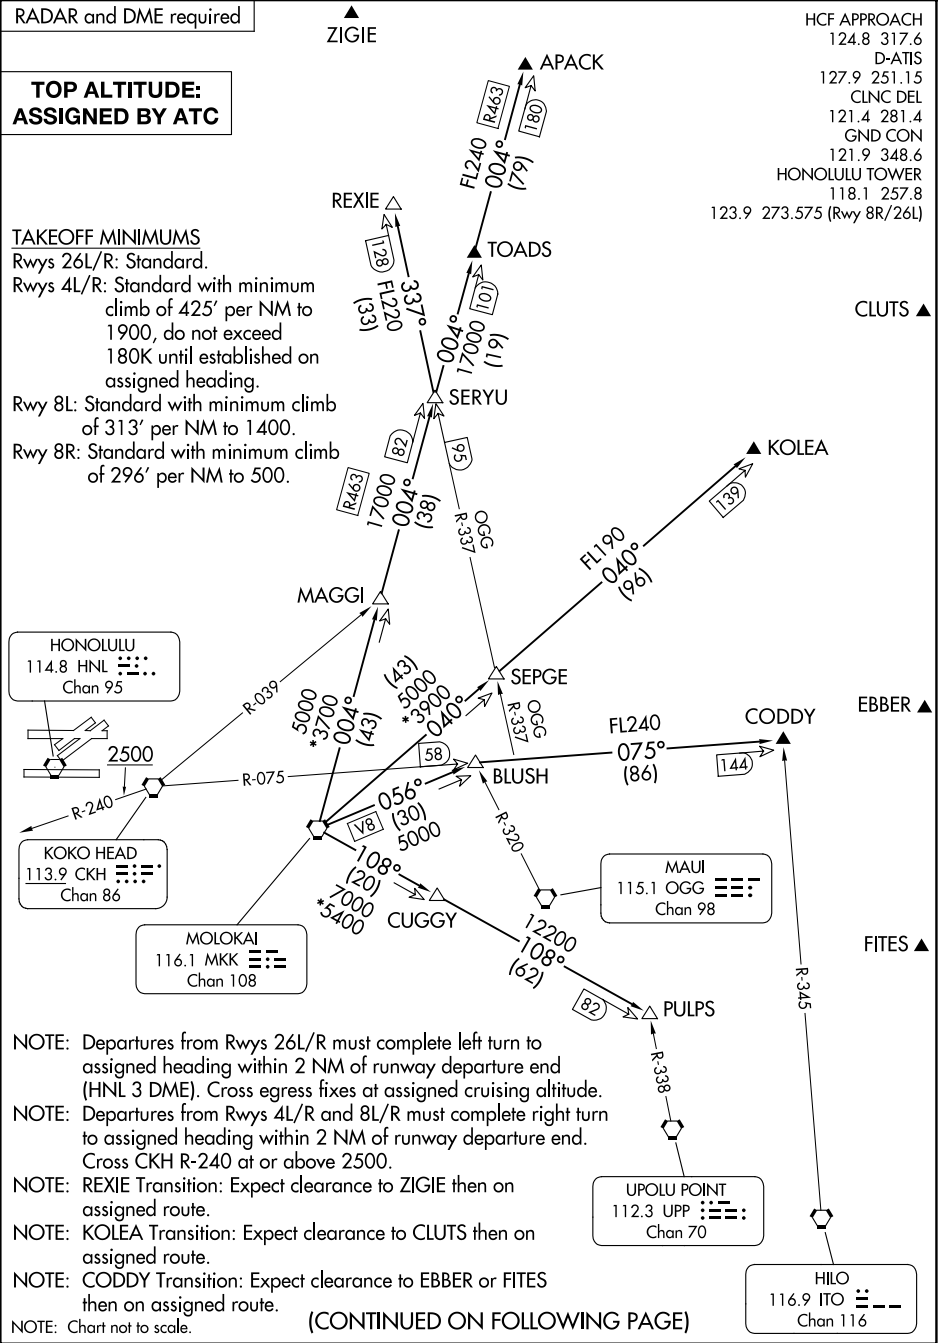 RADAR and DME required
TOP ALTITUDE:
ASSIGNED BY ATC
HCF APPROACH
124.8 317.6
D-ATIS
127.9 251.15
CLNC DEL
121.4 281.4
GND CON
121.9 348.6
HONOLULU TOWER
118.1 257.8
123.9 273.575 (Rwy 8R/26L)
ZIGIE
APACK
R463
180
FL240
004°
(79)
REXIE
128
337°
FL220
(33)
TOADS
101
004°
17000
(19)
TAKEOFF MINIMUMS
Rwys 26L/R: Standard.
Rwys 4L/R: Standard with minimum
climb of 425' per NM to
1900, do not exceed
180K until established on
assigned heading.
Rwy 8L: Standard with minimum climb
of 313' per NM to 1400.
Rwy 8R: Standard with minimum climb
of 296' per NM to 500.
CLUTS
SERYU
82
95
R463
17000
004°
(38)
OGG
R-337
KOLEA
139
FL190
040°
(96)
MAGGI
HONOLULU
114.8 HNL
Chan 95
R-039
5000
*3700
004°
(43)
(43)
5000
*3900
040°
SEPGE
OGG
R-337
EBBER
CODDY
FL240
075°
(86)
144
2500
R-240
R-075
58
BLUSH
056°
V8
(30)
5000
R-320
KOKO HEAD
113.9 CKH
Chan 86
108°
(20)
7000
*5400
CUGGY
MAUI
115.1 OGG
Chan 98
MOLOKAI
116.1 MKK
Chan 108
12200
108°
(62)
82
PULPS
FITES
R-345
R-338
NOTE: Departures from Rwys 26L/R must complete left turn to
assigned heading within 2 NM of runway departure end
(HNL 3 DME). Cross egress fixes at assigned cruising altitude.
NOTE: Departures from Rwys 4L/R and 8L/R must complete right turn
to assigned heading within 2 NM of runway departure end.
Cross CKH R-240 at or above 2500.
NOTE: REXIE Transition: Expect clearance to ZIGIE then on
assigned route.
NOTE: KOLEA Transition: Expect clearance to CLUTS then on
assigned route.
NOTE: CODDY Transition: Expect clearance to EBBER or FITES
then on assigned route.
NOTE: Chart not to scale.
UPOLU POINT
112.3 UPP
Chan 70
HILO
116.9 ITO
Chan 116
(CONTINUED ON FOLLOWING PAGE)